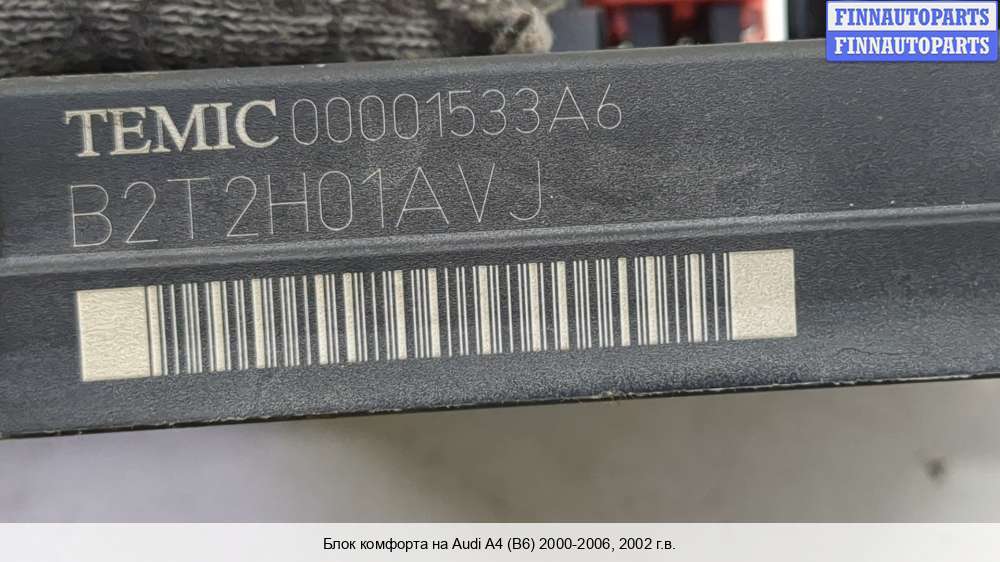 FINNAUTOPARTS
FINNAUTOPARTS
TEMIC 00001533A6
B2T2H01AVJ
Блок комфорта на Audi A4 (B6) 2000-2006, 2002 г.в.